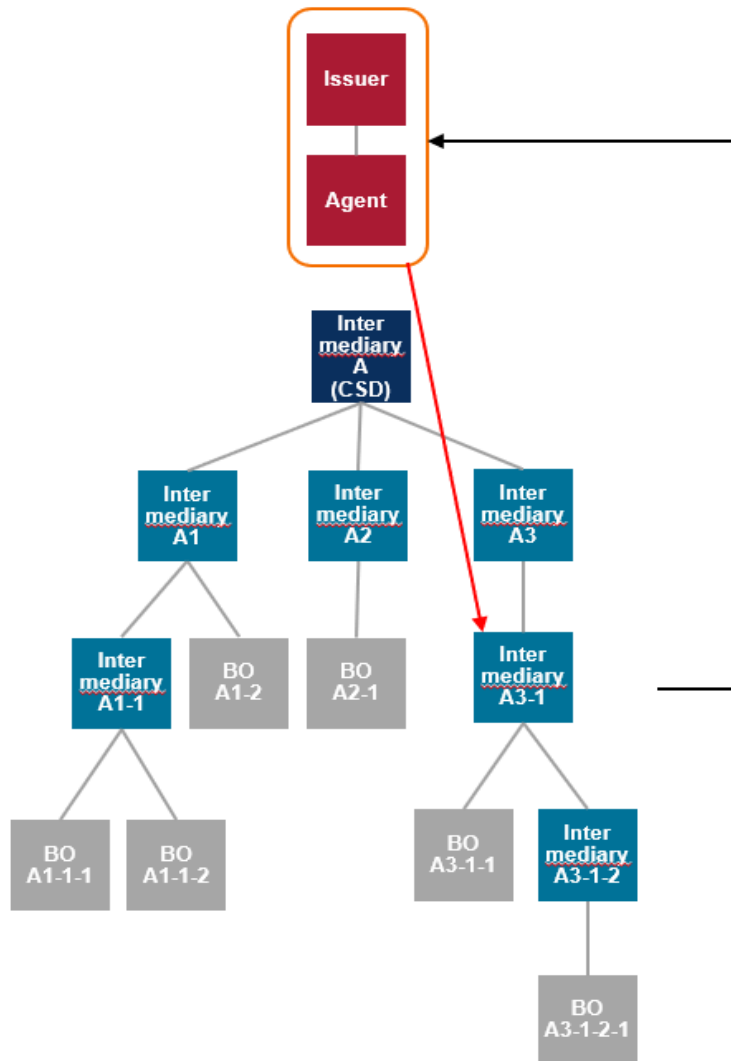 Issuer
Agent
Inter
mediary
A
(CSD)
Inter
mediary
A1
Inter
mediary
A2
Inter
mediary
A3
Inter
mediary
A1-1
BO
A1-2
BO
A2-1
Inter
mediary
A3-1
BO
A1-1-1
BO
A1-1-2
BO
A3-1-1
Inter
mediary
A3-1-2
BO
A3-1-2-1